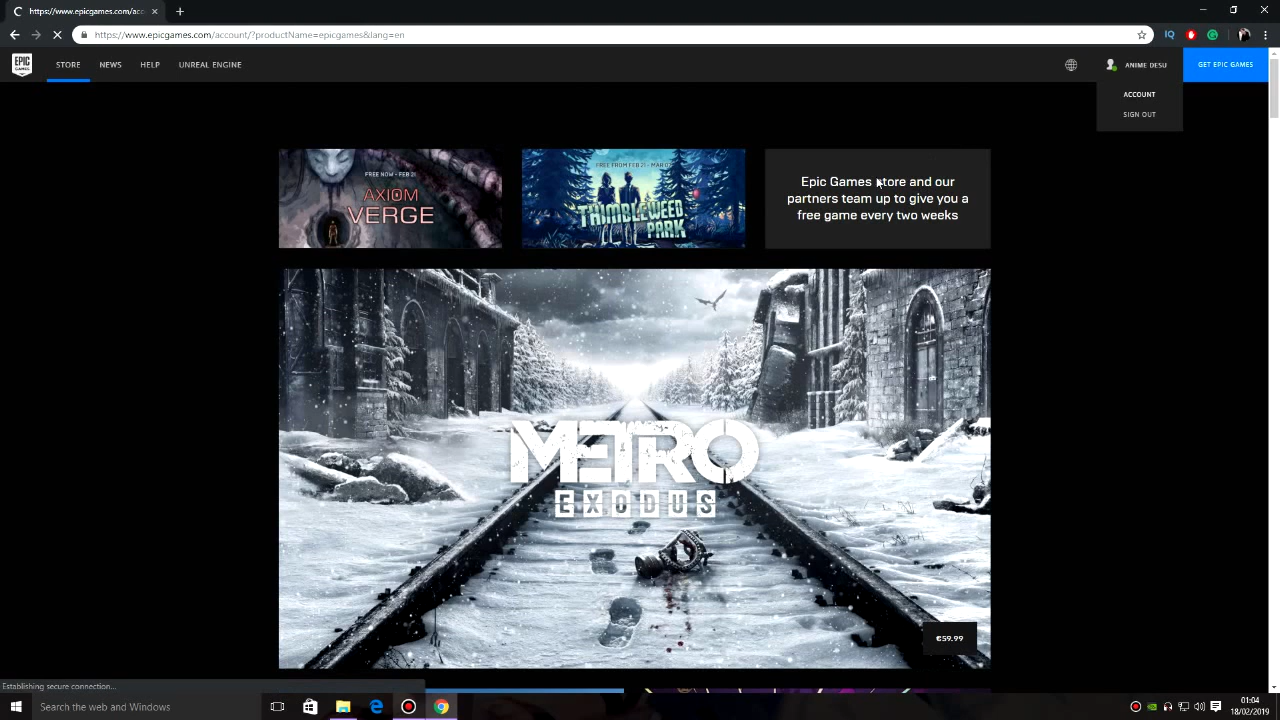 https://www.epicgames.com/acc
https://www.epicgames.com/account/?productName=epicgames&lang=en
EPIC GAMES
STORE
NEWS
HELP
UNREAL ENGINE
ANIME DESU
GET EPIC GAMES
ACCOUNT
SIGN OUT
FREE NOW - FEB 21
AXIOM
VERGE
FREE FROM FEB 21 - MAR 07
THIMBLEWEED
PARK
Epic Games store and our
partners team up to give you a
free game every two weeks
METRO
EXODUS
€59.99
Establishing secure connection...
Search the web and Windows
01:04
18/02/2019